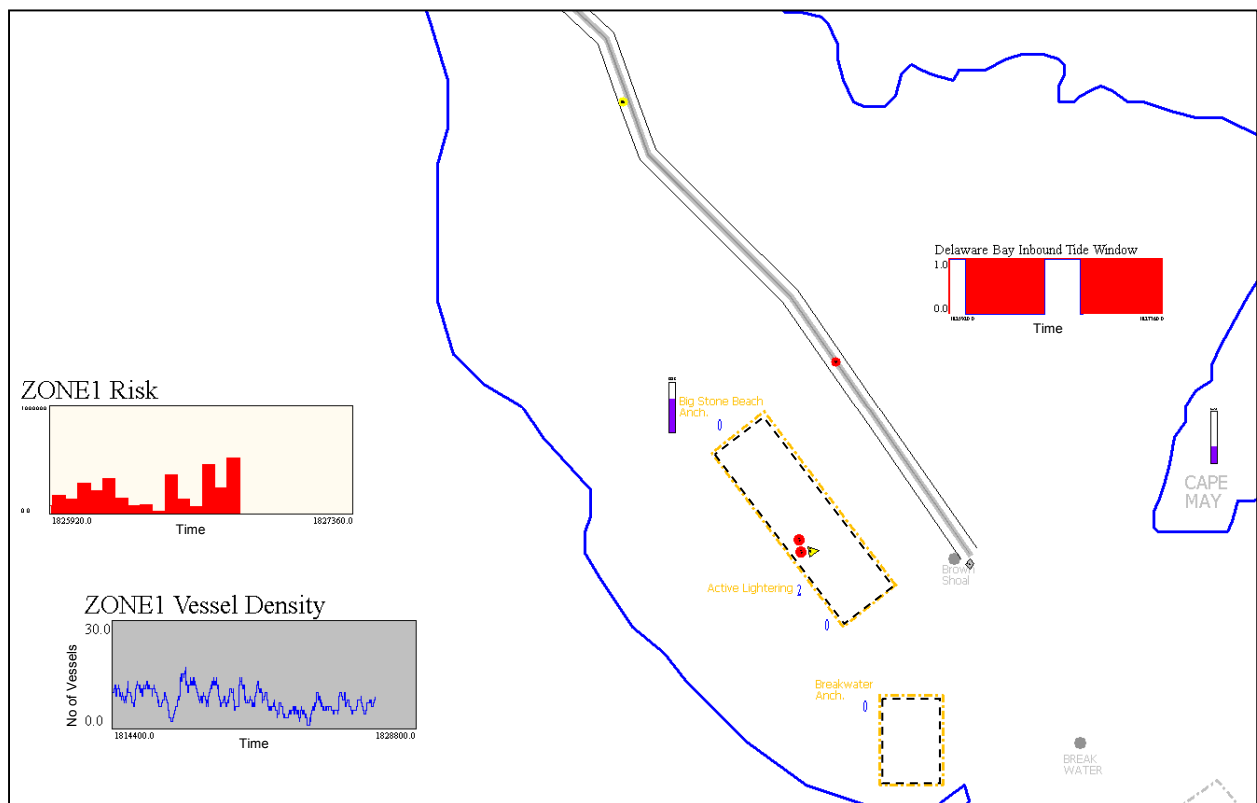 Delaware Bay Inbound Tide Window
1.0
0.0
Time
ZONE1 Risk
0.0
1825920.0
1827360.0
Time
Big Stone Beach
Anch.
0
CAPE
MAY
Brown
Shoal
Active Lightering
2
0
ZONE1 Vessel Density
30.0
No of Vessels
0.0
1814400.0
1828800.0
Time
Breakwater
Anch.
0
BREAK
WATER